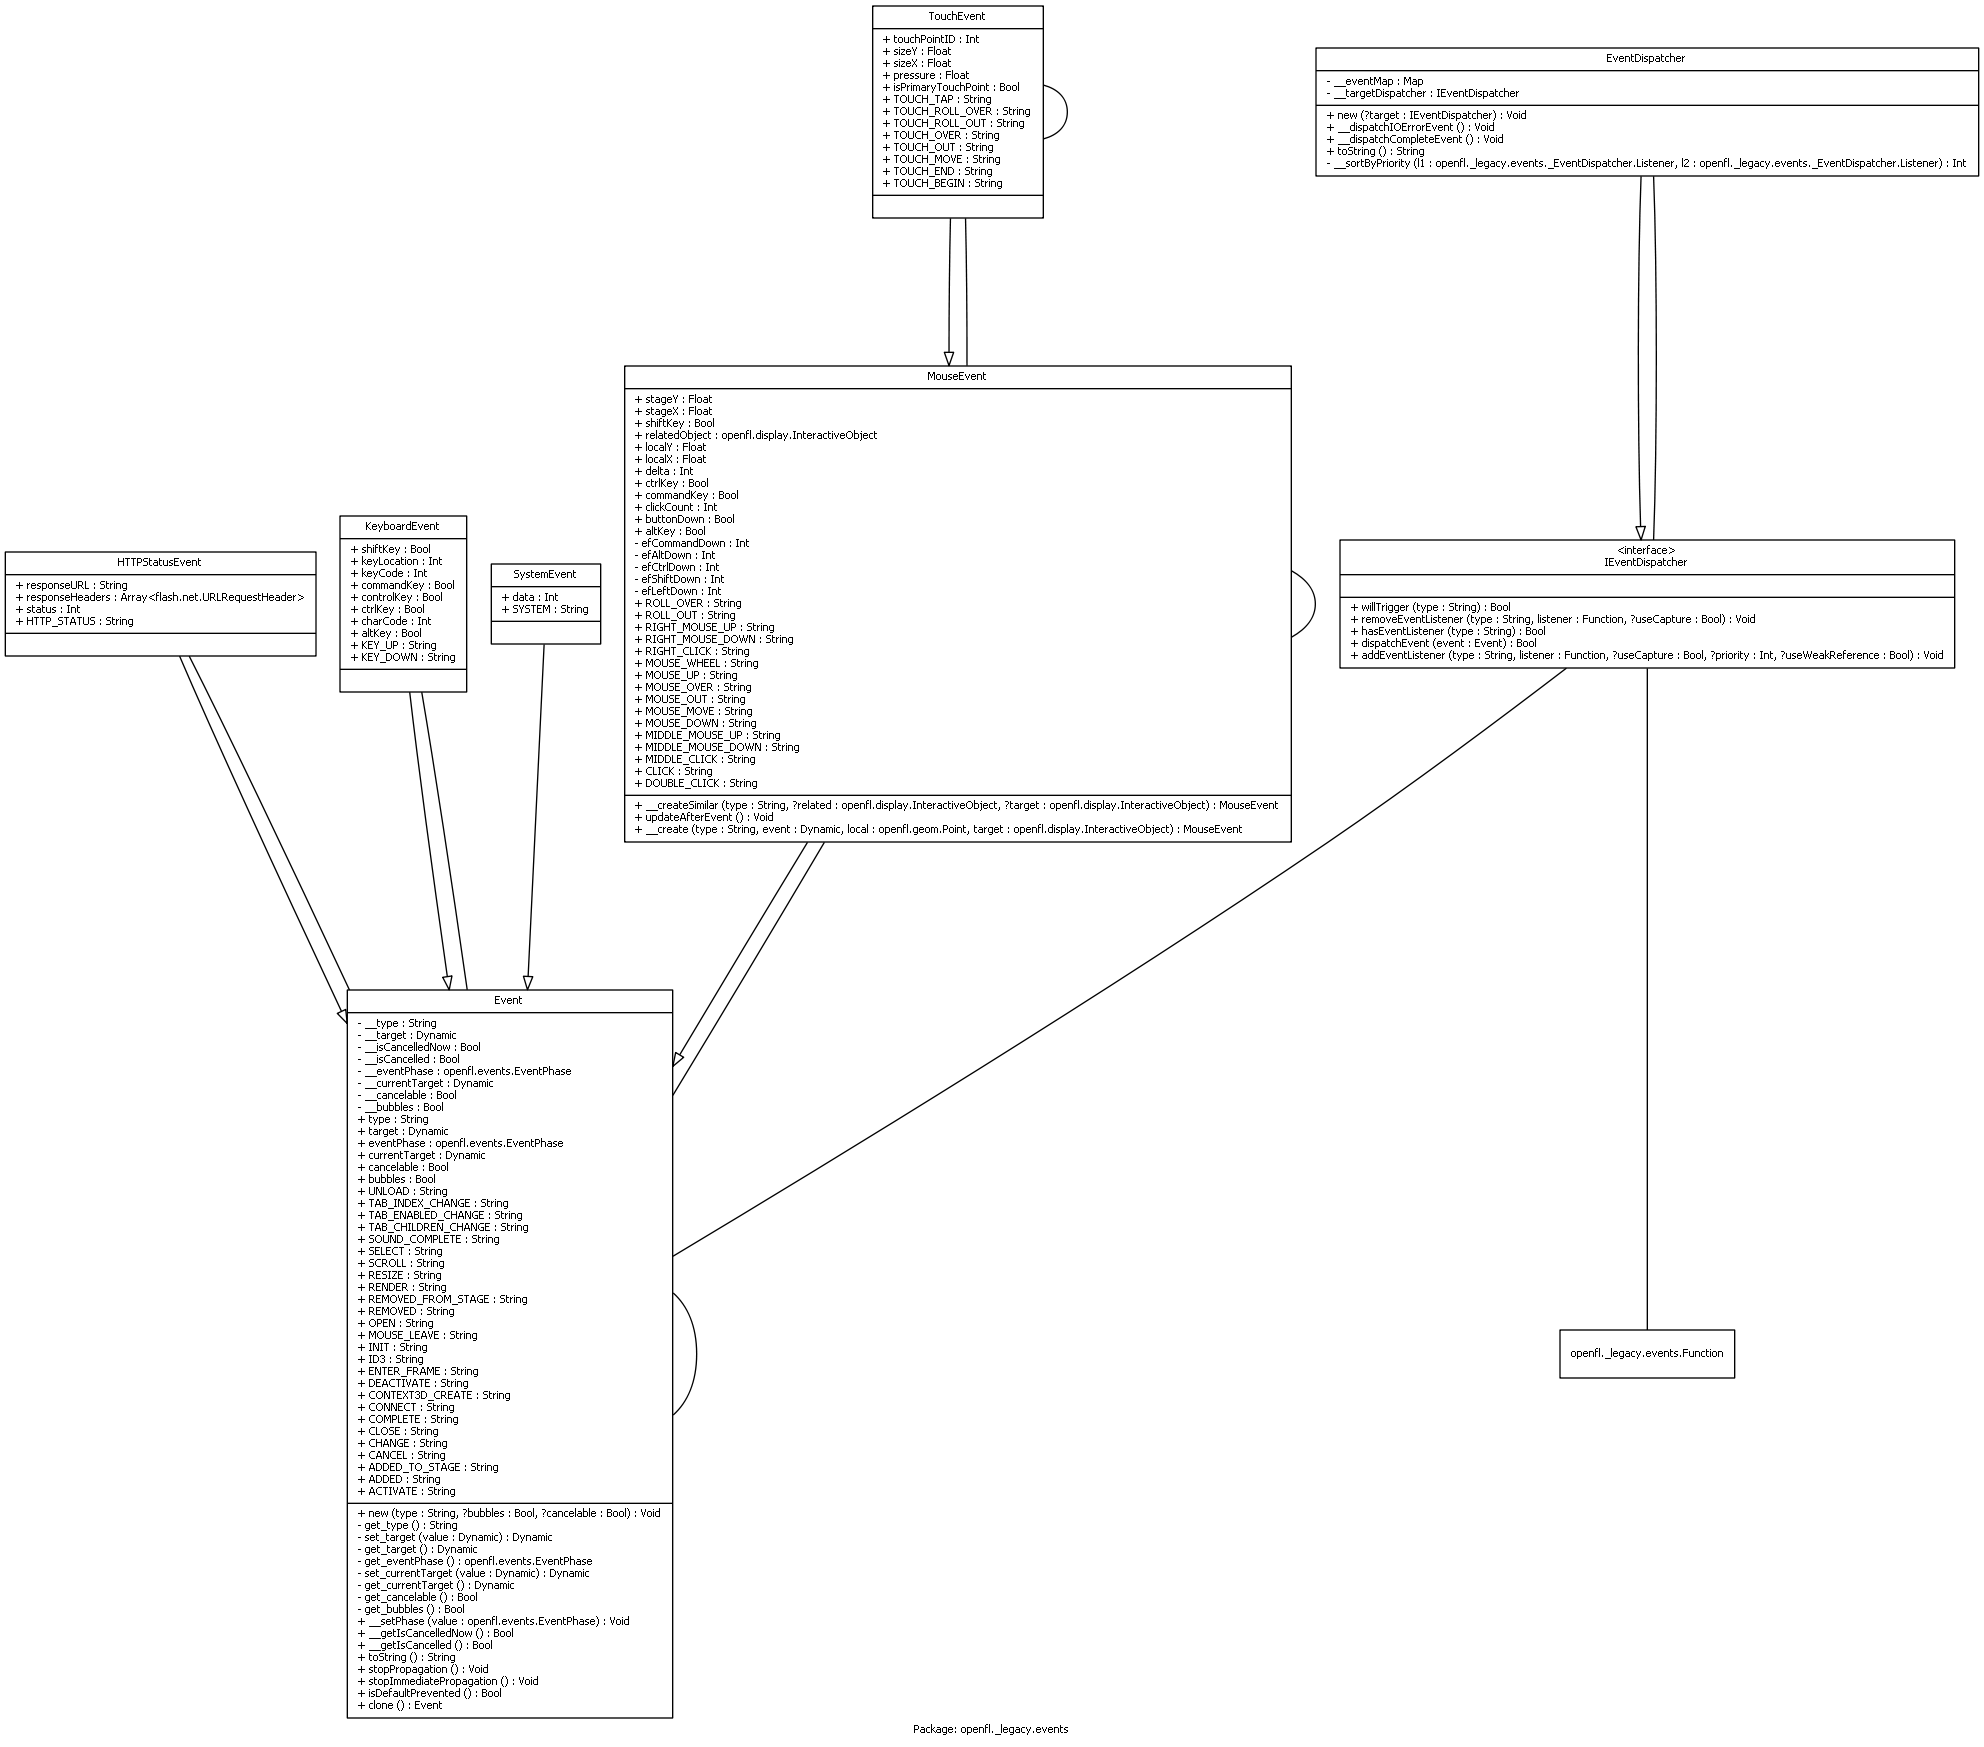 TouchEvent
+ touchPointID : Int
+ sizeY : Float
+ sizeX : Float
+ pressure : Float
+ isPrimaryTouchPoint : Bool
+ TOUCH_TAP : String
+ TOUCH_ROLL_OVER : String
+ TOUCH_ROLL_OUT : String
+ TOUCH_OVER : String
+ TOUCH_OUT : String
+ TOUCH_MOVE : String
+ TOUCH_END : String
+ TOUCH_BEGIN : String
EventDispatcher
- __eventMap : Map
- __targetDispatcher : IEventDispatcher
+ new (?target : IEventDispatcher) : Void
+ __dispatchIOErrorEvent () : Void
+ __dispatchCompleteEvent () : Void
+ toString () : String
- __sortByPriority (l1 : openfl._legacy.events._EventDispatcher.Listener, l2 : openfl._legacy.events._EventDispatcher.Listener) : Int
MouseEvent
+ stageY : Float
+ stageX : Float
+ shiftKey : Bool
+ relatedObject : openfl.display.InteractiveObject
+ localY : Float
+ localX : Float
+ delta : Int
+ ctrlKey : Bool
+ commandKey : Bool
+ clickCount : Int
+ buttonDown : Bool
+ altKey : Bool
- efCommandDown : Int
- efAltDown : Int
- efCtrlDown : Int
- efShiftDown : Int
- efLeftDown : Int
+ ROLL_OVER : String
+ ROLL_OUT : String
+ RIGHT_MOUSE_UP : String
+ RIGHT_MOUSE_DOWN : String
+ RIGHT_CLICK : String
+ MOUSE_WHEEL : String
+ MOUSE_UP : String
+ MOUSE_OVER : String
+ MOUSE_OUT : String
+ MOUSE_MOVE : String
+ MOUSE_DOWN : String
+ MIDDLE_MOUSE_UP : String
+ MIDDLE_MOUSE_DOWN : String
+ MIDDLE_CLICK : String
+ CLICK : String
+ DOUBLE_CLICK : String
+ __createSimilar (type : String, ?related : openfl.display.InteractiveObject, ?target : openfl.display.InteractiveObject) : MouseEvent
+ updateAfterEvent () : Void
+ __create (type : String, event : Dynamic, local : openfl.geom.Point, target : openfl.display.InteractiveObject) : MouseEvent
HTTPStatusEvent
+ responseURL : String
+ responseHeaders : Array<flash.net.URLRequestHeader>
+ status : Int
+ HTTP_STATUS : String
KeyboardEvent
+ shiftKey : Bool
+ keyLocation : Int
+ keyCode : Int
+ commandKey : Bool
+ controlKey : Bool
+ ctrlKey : Bool
+ charCode : Int
+ altKey : Bool
+ KEY_UP : String
+ KEY_DOWN : String
SystemEvent
+ data : Int
+ SYSTEM : String
<interface>
IEventDispatcher
+ willTrigger (type : String) : Bool
+ removeEventListener (type : String, listener : Function, ?useCapture : Bool) : Void
+ hasEventListener (type : String) : Bool
+ dispatchEvent (event : Event) : Bool
+ addEventListener (type : String, listener : Function, ?useCapture : Bool, ?priority : Int, ?useWeakReference : Bool) : Void
Event
- __type : String
- __target : Dynamic
- __isCancelledNow : Bool
- __isCancelled : Bool
- __eventPhase : openfl.events.EventPhase
- __currentTarget : Dynamic
- __cancelable : Bool
- __bubbles : Bool
+ type : String
+ target : Dynamic
+ eventPhase : openfl.events.EventPhase
+ currentTarget : Dynamic
+ cancelable : Bool
+ bubbles : Bool
+ UNLOAD : String
+ TAB_INDEX_CHANGE : String
+ TAB_ENABLED_CHANGE : String
+ TAB_CHILDREN_CHANGE : String
+ SOUND_COMPLETE : String
+ SELECT : String
+ SCROLL : String
+ RESIZE : String
+ RENDER : String
+ REMOVED_FROM_STAGE : String
+ REMOVED : String
+ OPEN : String
+ MOUSE_LEAVE : String
+ INIT : String
+ ID3 : String
+ ENTER_FRAME : String
+ DEACTIVATE : String
+ CONTEXT3D_CREATE : String
+ CONNECT : String
+ COMPLETE : String
+ CLOSE : String
+ CHANGE : String
+ CANCEL : String
+ ADDED_TO_STAGE : String
+ ADDED : String
+ ACTIVATE : String
+ new (type : String, ?bubbles : Bool, ?cancelable : Bool) : Void
- get_type () : String
- set_target (value : Dynamic) : Dynamic
- get_target () : Dynamic
- get_eventPhase () : openfl.events.EventPhase
- set_currentTarget (value : Dynamic) : Dynamic
- get_currentTarget () : Dynamic
- get_cancelable () : Bool
- get_bubbles () : Bool
+ __setPhase (value : openfl.events.EventPhase) : Void
+ __getIsCancelledNow () : Bool
+ __getIsCancelled () : Bool
+ toString () : String
+ stopPropagation () : Void
+ stopImmediatePropagation () : Void
+ isDefaultPrevented () : Bool
+ clone () : Event
openfl._legacy.events.Function
Package: openfl._legacy.events